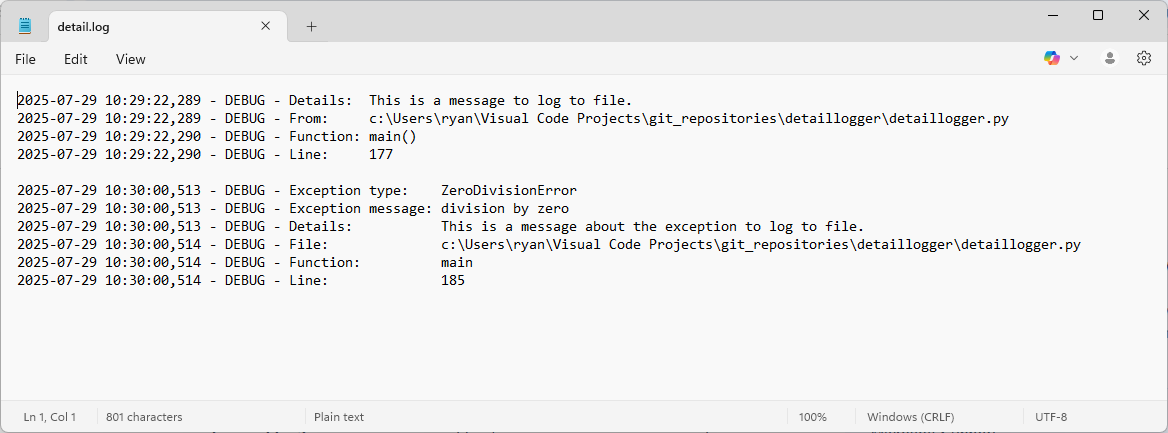 detail.log
File Edit View
2025-07-29 10:29:22,289 - DEBUG - Details:  This is a message to log to file.
2025-07-29 10:29:22,289 - DEBUG - From:     c:\Users\ryan\Visual Code Projects\git_repositories\detaillogger\detaillogger.py
2025-07-29 10:29:22,290 - DEBUG - Function: main()
2025-07-29 10:29:22,290 - DEBUG - Line:     177
2025-07-29 10:30:00,513 - DEBUG - Exception type:    ZeroDivisionError
2025-07-29 10:30:00,513 - DEBUG - Exception message: division by zero
2025-07-29 10:30:00,513 - DEBUG - Details:           This is a message about the exception to log to file.
2025-07-29 10:30:00,514 - DEBUG - File:              c:\Users\ryan\Visual Code Projects\git_repositories\detaillogger\detaillogger.py
2025-07-29 10:30:00,514 - DEBUG - Function:          main
2025-07-29 10:30:00,514 - DEBUG - Line:              185
Ln 1, Col 1 801 characters Plain text 100% Windows (CRLF) UTF-8